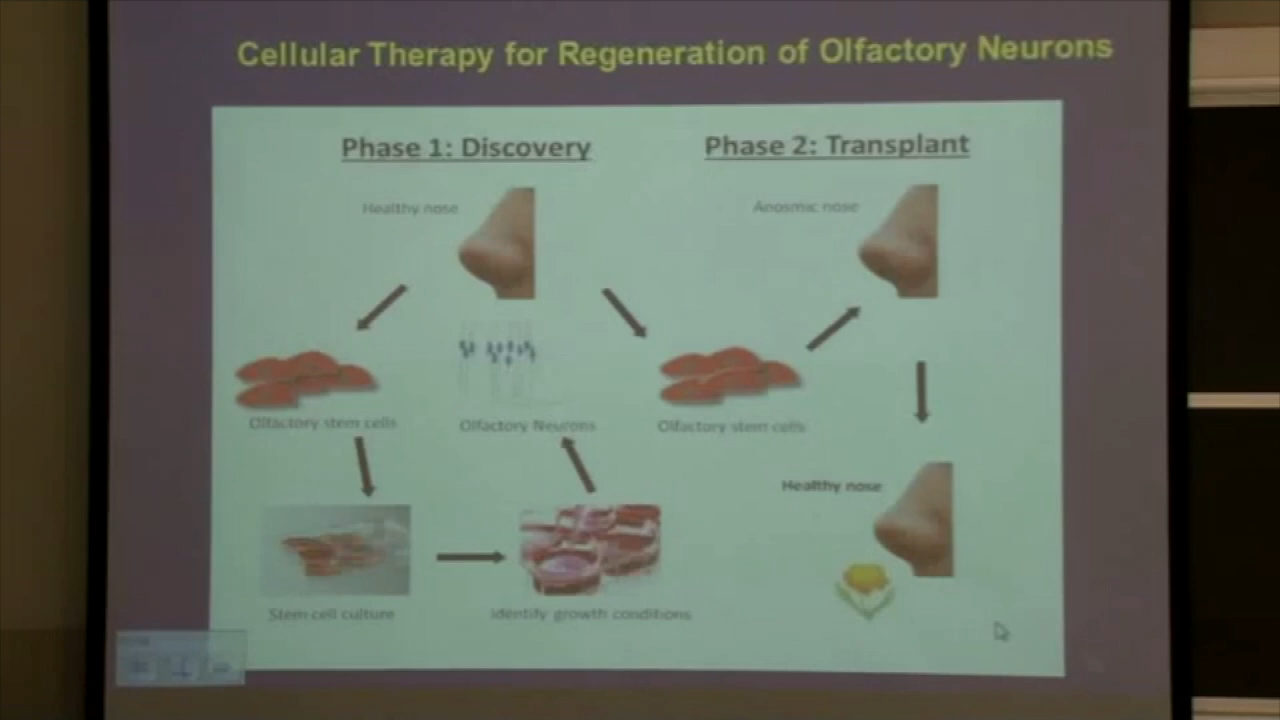 Cellular Therapy for Regeneration of Olfactory Neurons
Phase 1: Discovery
Phase 2: Transplant
Healthy nose
Anosmic nose
Olfactory stem cells
Olfactory Neurons
Olfactory stem cells
Healthy nose
Stem cell culture
Identify growth conditions